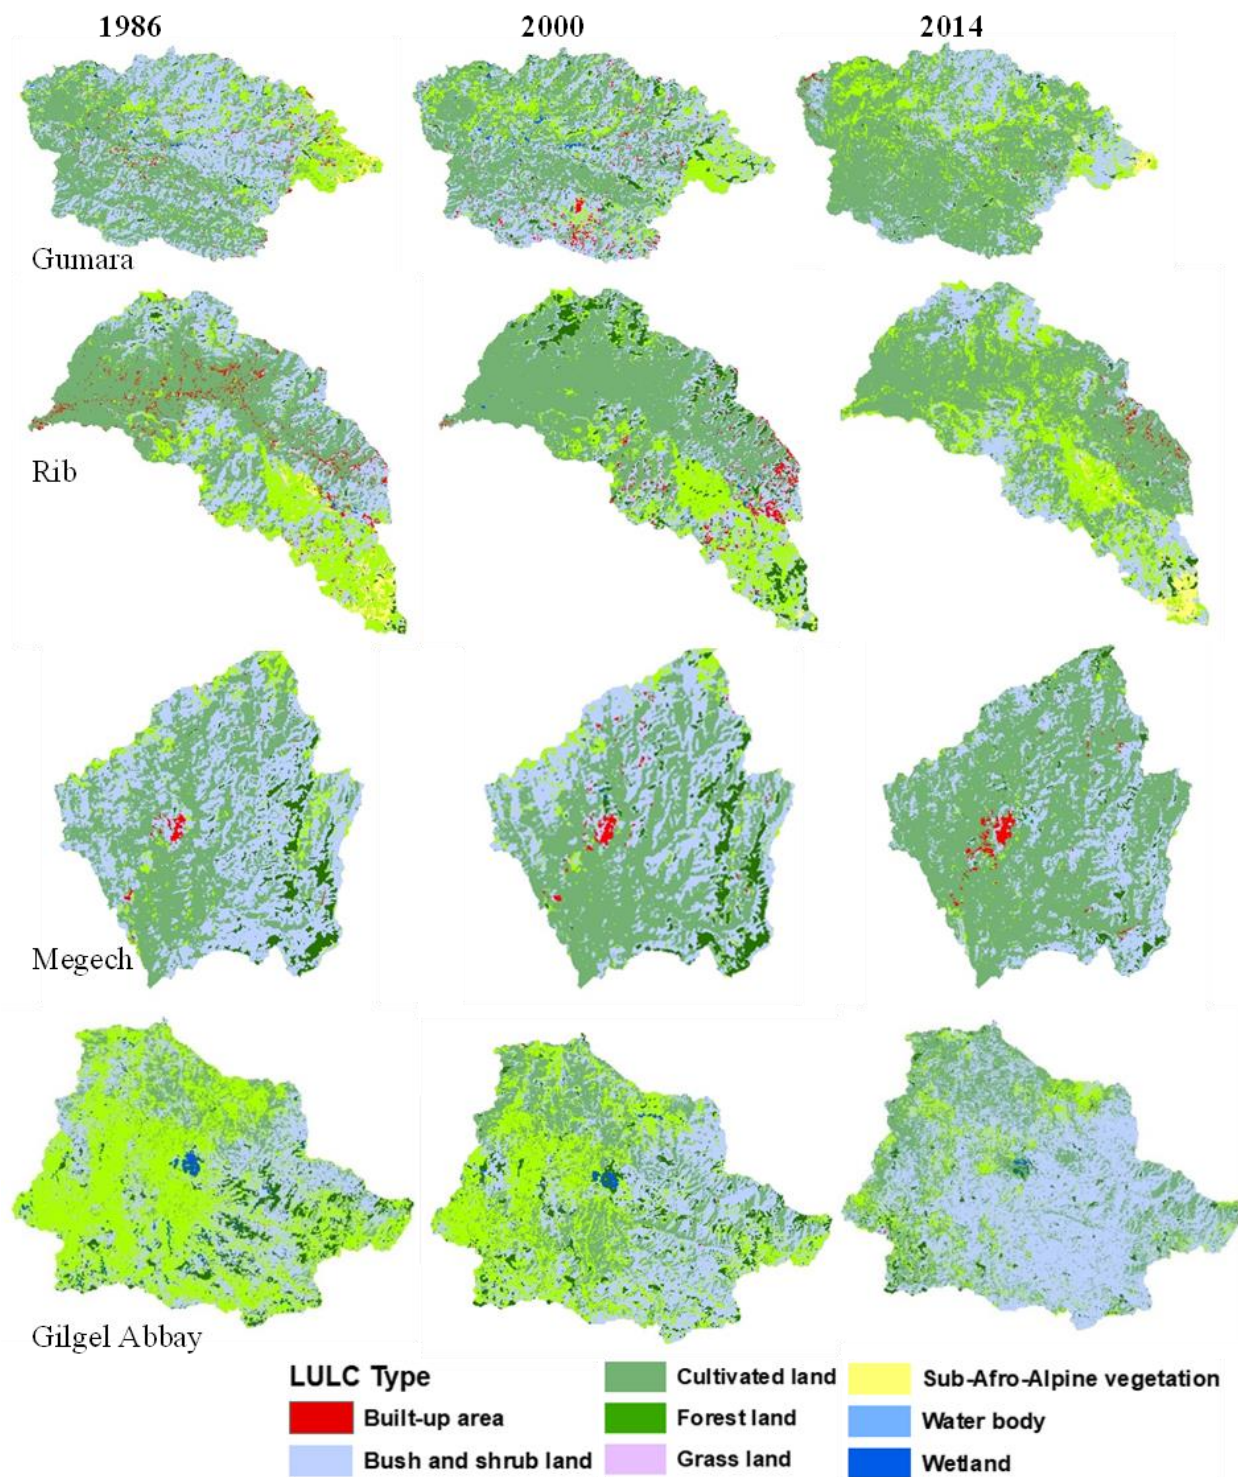 1986
2000
2014
Gumara
Rib
Megech
Gilgel Abbay
LULC Type
Built-up area
Bush and shrub land
Cultivated land
Forest land
Grass land
Sub-Afro-Alpine vegetation
Water body
Wetland